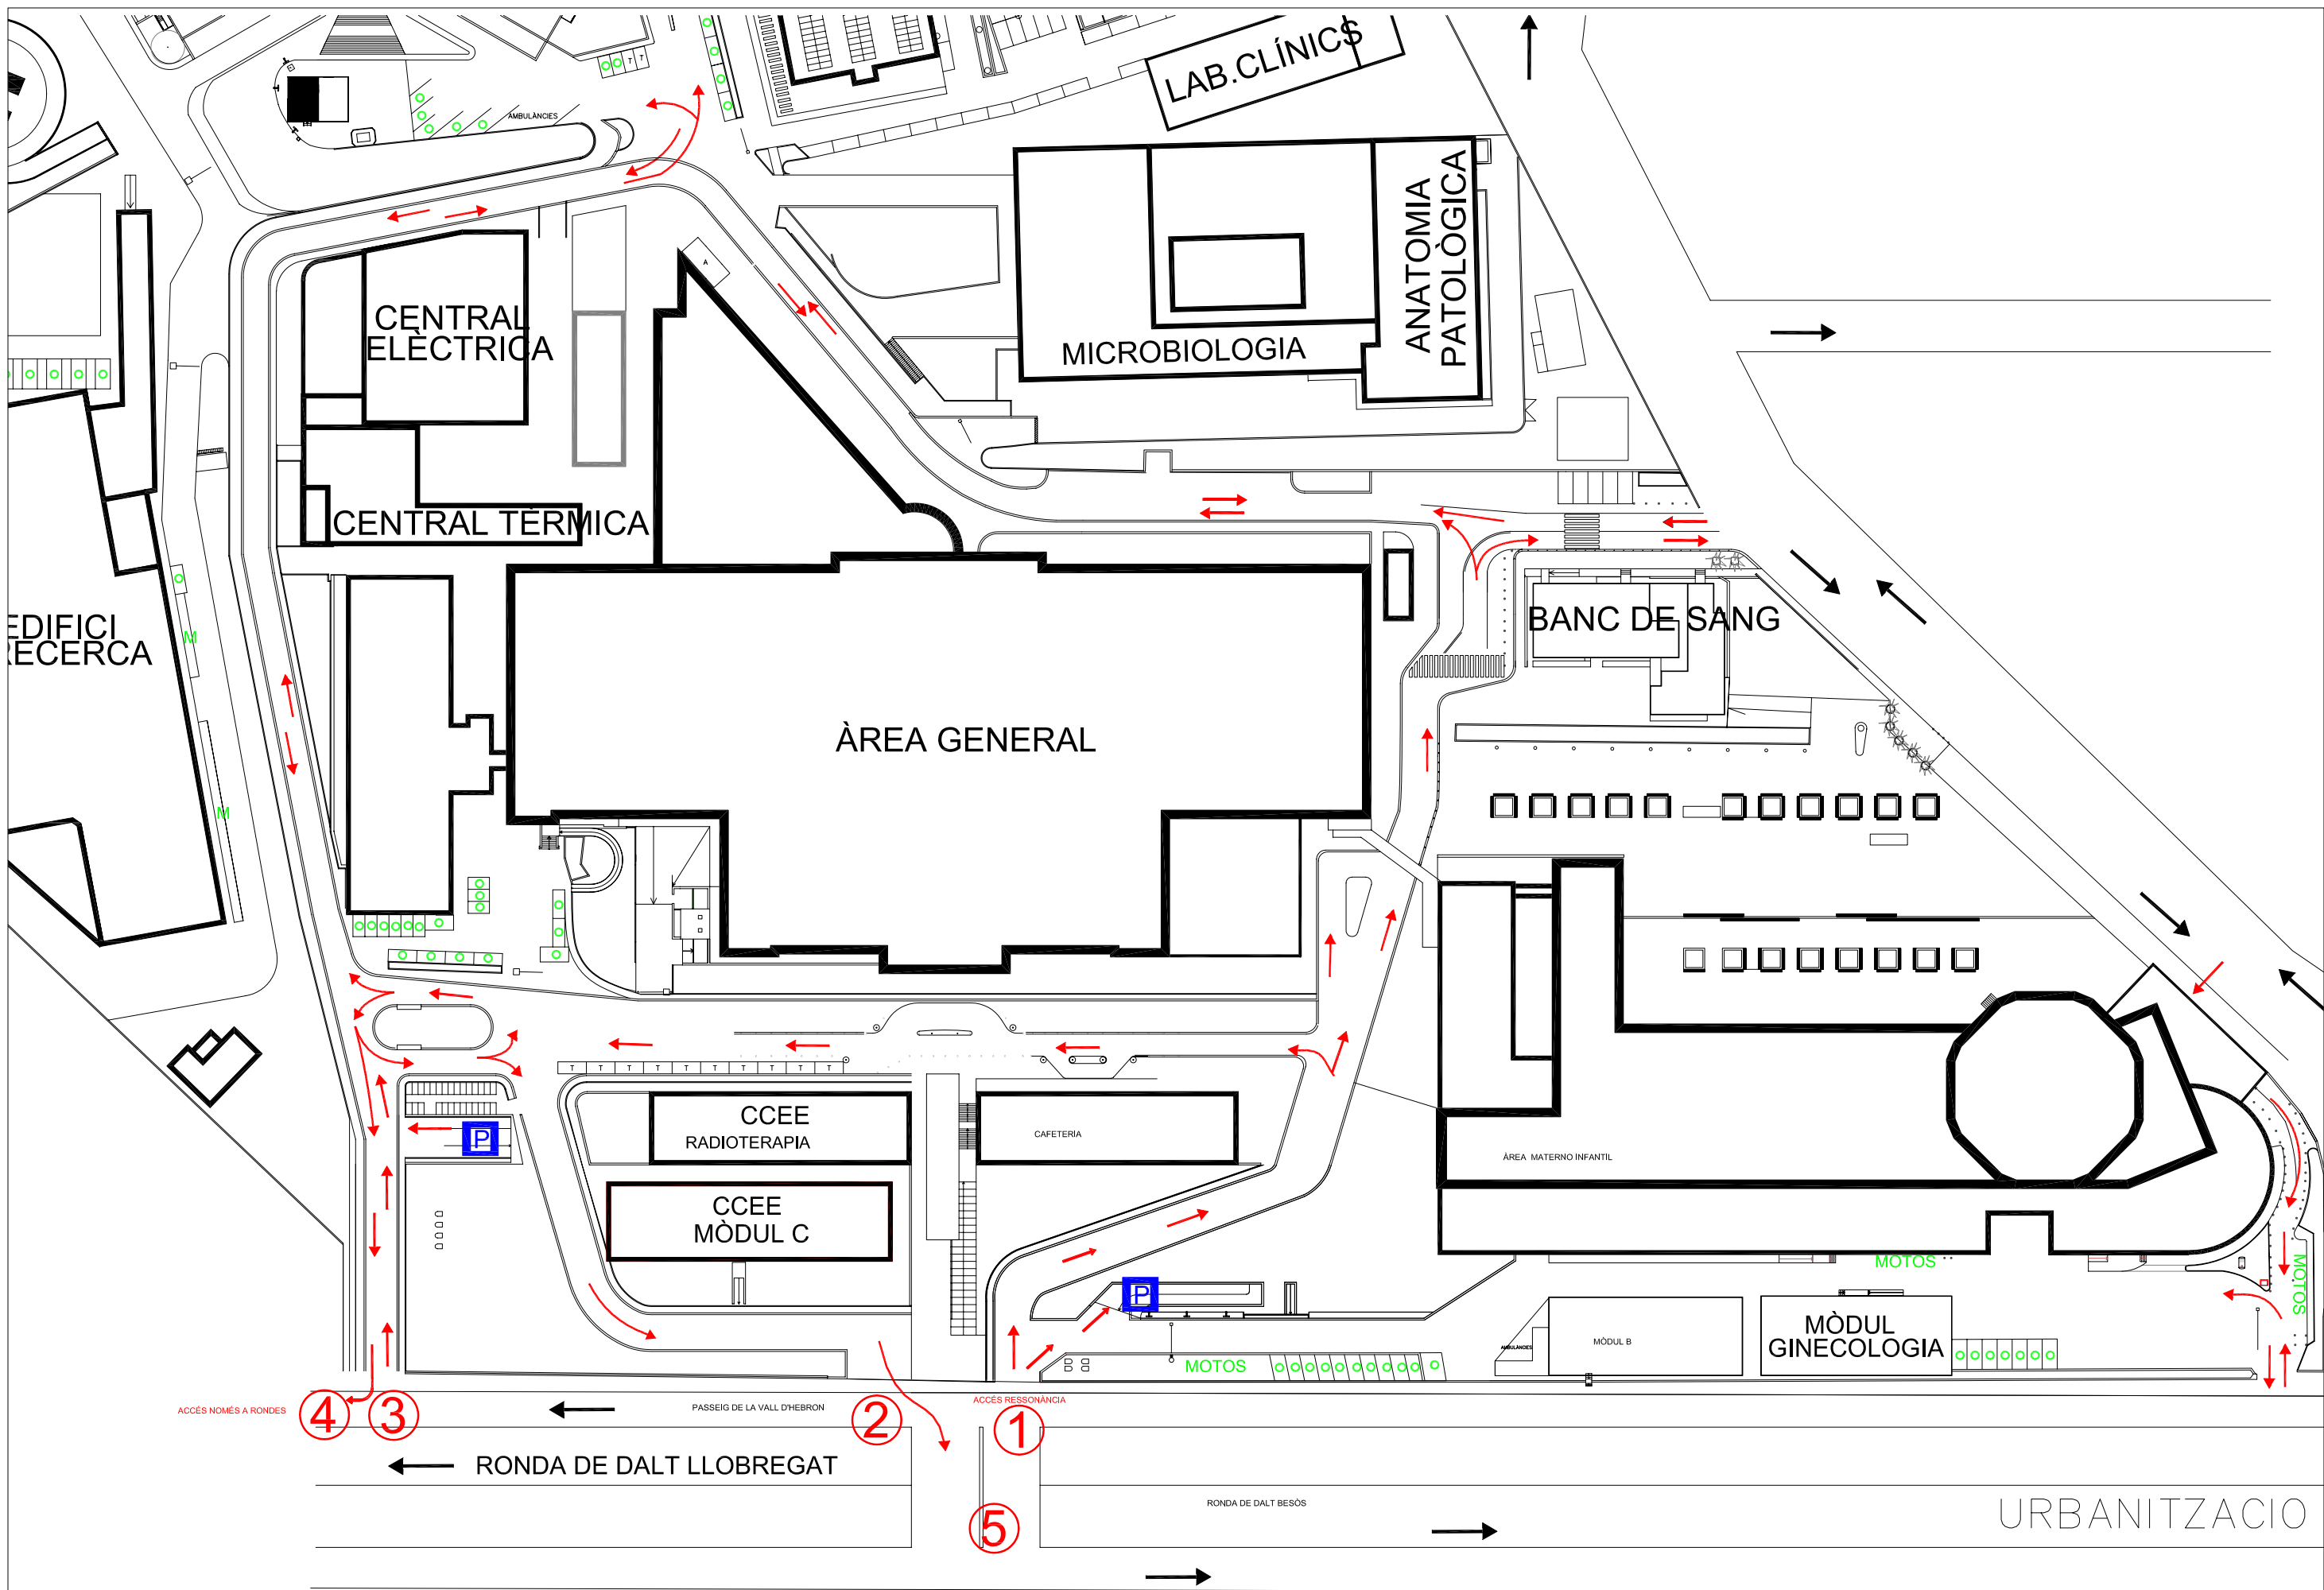 LAB.CLÍNICS
T T
AMBULÀNCIES
ANATOMIA
PATOLÒGICA
A
CENTRAL
ELÈCTRICA
MICROBIOLOGIA
CENTRAL TÈRMICA
EDIFICI
RECERCA
M
BANC DE SANG
ÀREA GENERAL
M
T T T T T T T T T T
CCEE
RADIOTERAPIA
CAFETERIA
P
ÀREA MATERNO INFANTIL
CCEE
MÒDUL C
MOTOS
MOTOS
P
MÒDUL B
MÒDUL
GINECOLOGIA
AMBULÀNCIES
MOTOS
ACCÉS NOMÉS A RONDES
4
3
PASSEIG DE LA VALL D'HEBRON
2
ACCÉS RESSONÀNCIA
1
RONDA DE DALT LLOBREGAT
5
RONDA DE DALT BESÒS
URBANITZACIO